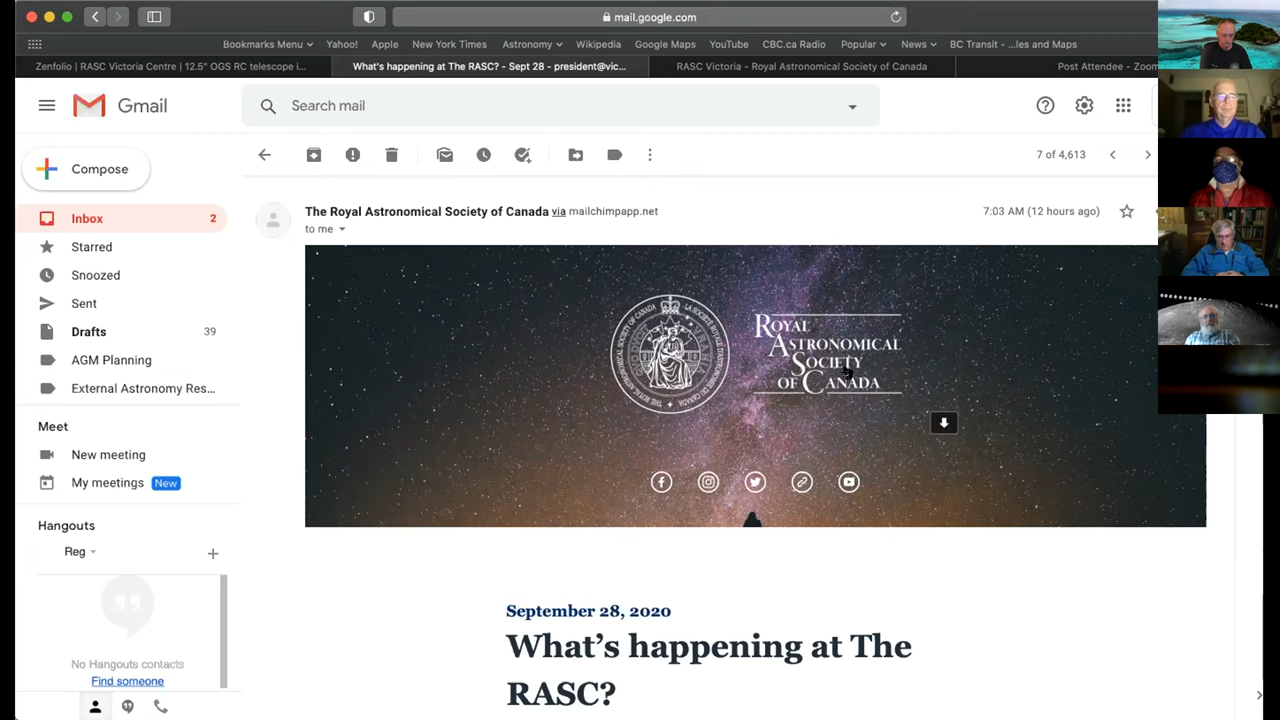 mail.google.com
Bookmarks Menu Yahoo! Apple New York Times Astronomy Wikipedia Google Maps YouTube CBC.ca Radio Popular News BC Transit - ...les and Maps
Zenfolio | RASC Victoria Centre | 12.5" OGS RC telescope i... What's happening at The RASC? - Sept 28 - president@vic... RASC Victoria - Royal Astronomical Society of Canada Post Attendee - Zoom
Gmail
Search mail
Compose
7 of 4,613
Inbox 2
The Royal Astronomical Society of Canada via mailchimpapp.net
7:03 AM (12 hours ago)
to me
Starred
Snoozed
Sent
Drafts 39
AGM Planning
External Astronomy Res...
ROYAL
ASTRONOMICAL
SOCIETY
OF CANADA
Meet
New meeting
My meetings New
Hangouts
Reg
No Hangouts contacts
Find someone
September 28, 2020
What's happening at The
RASC?